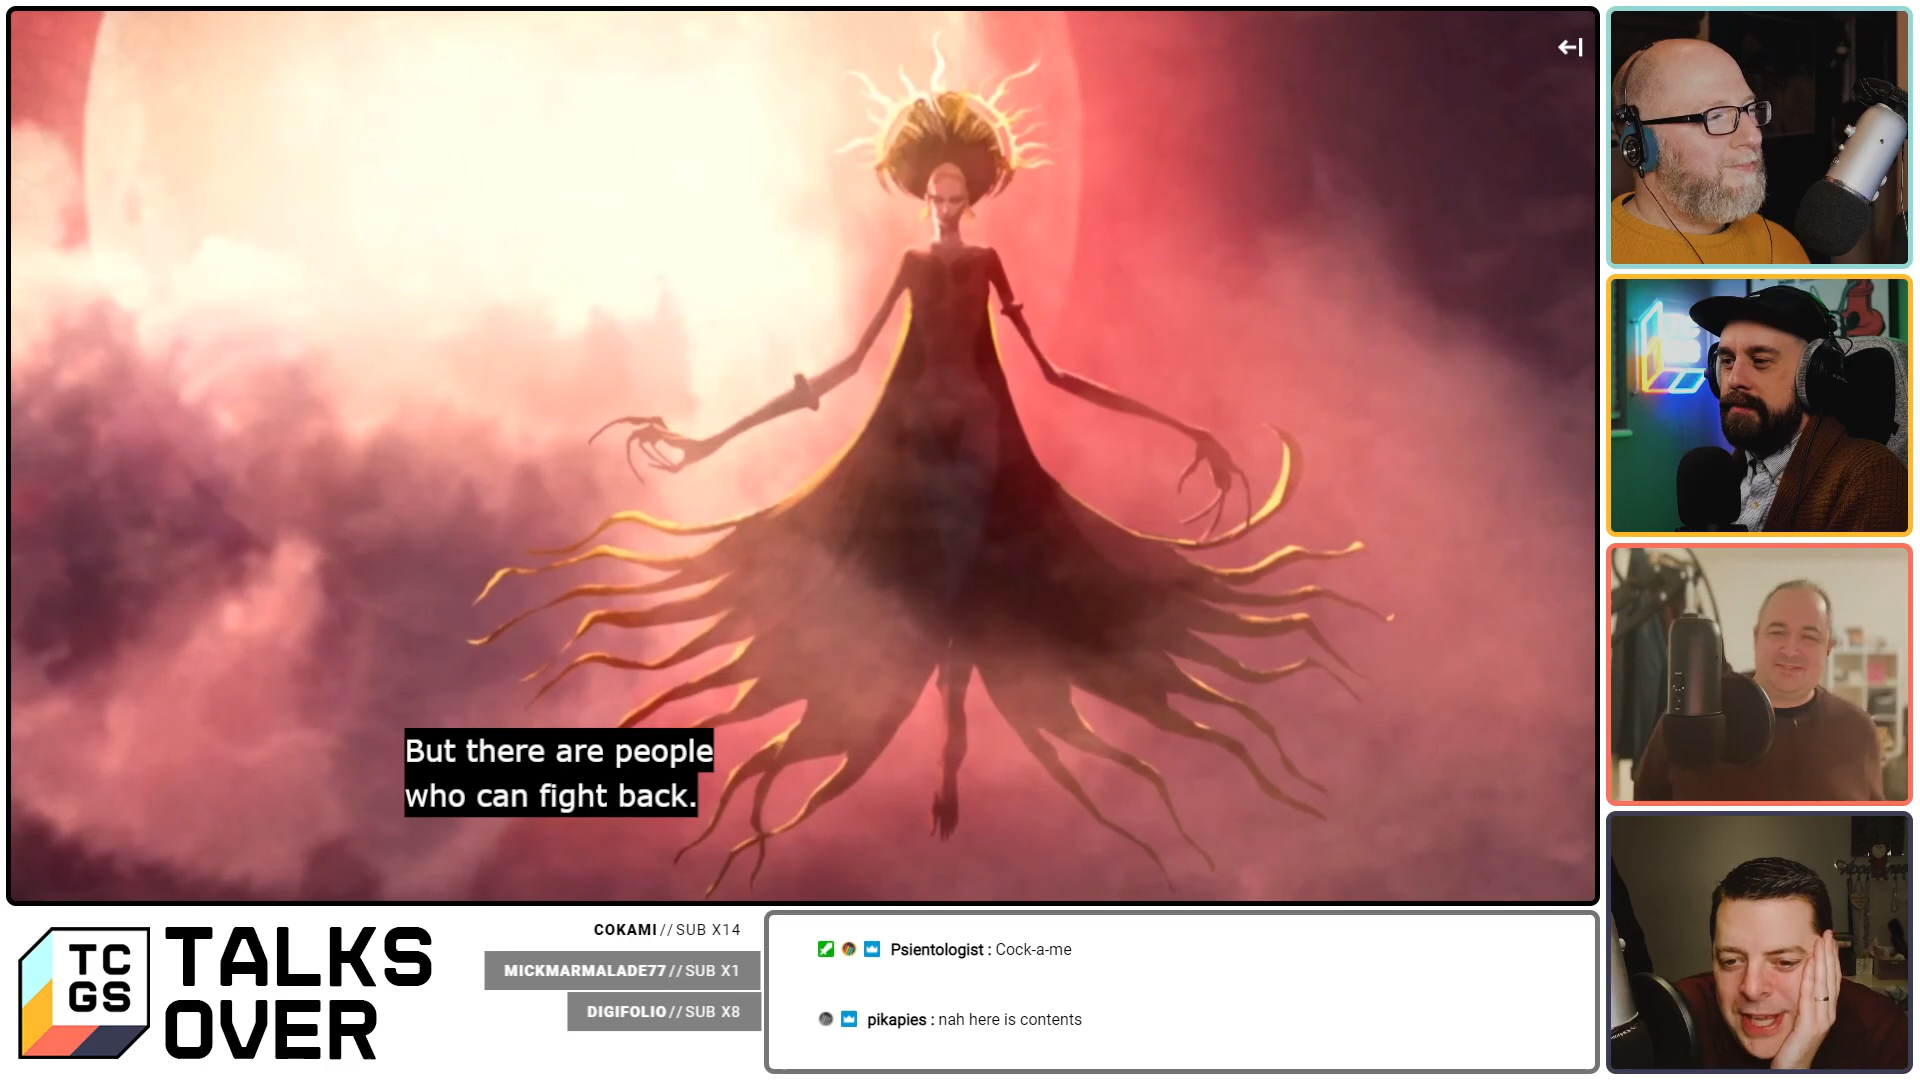 But there are people
who can fight back.
TC
GS
TALKS
OVER
COKAMI//SUB X14
MICKMARMALADE77//SUB X1
DIGIFOLIO//SUB X8
Psientologist : Cock-a-me
pikapies : nah here is contents